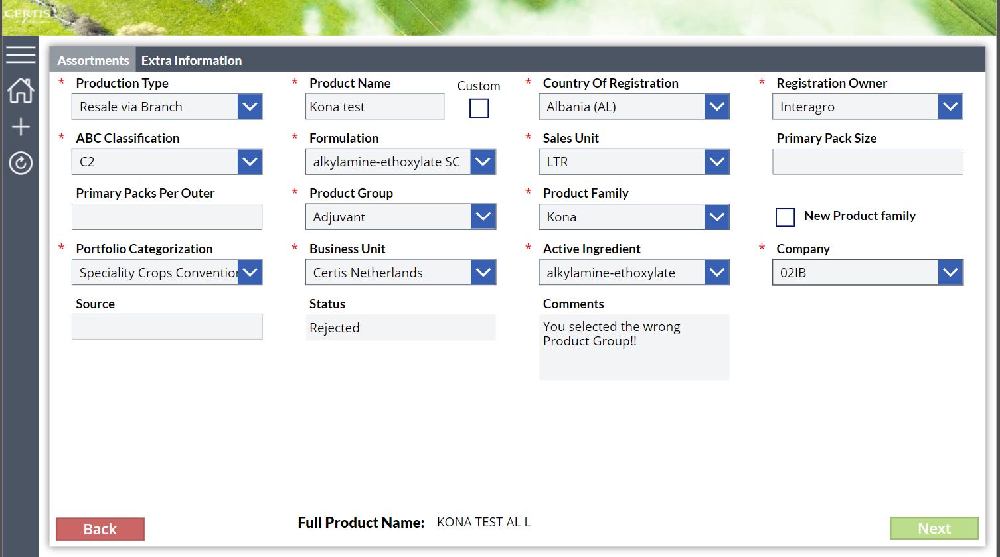 CERTIS
Assortments Extra Information
* Production Type * Product Name Custom * Country Of Registration * Registration Owner
Resale via Branch Kona test Albania (AL) Interagro
* ABC Classification * Formulation * Sales Unit Primary Pack Size
C2 alkylamine-ethoxylate SC LTR
Primary Packs Per Outer * Product Group * Product Family
Adjuvant Kona New Product family
* Portfolio Categorization * Business Unit * Active Ingredient * Company
Speciality Crops Convention Certis Netherlands alkylamine-ethoxylate 02IB
Source Status Comments
Rejected You selected the wrong
Product Group!!
Back Full Product Name: KONA TEST AL L Next